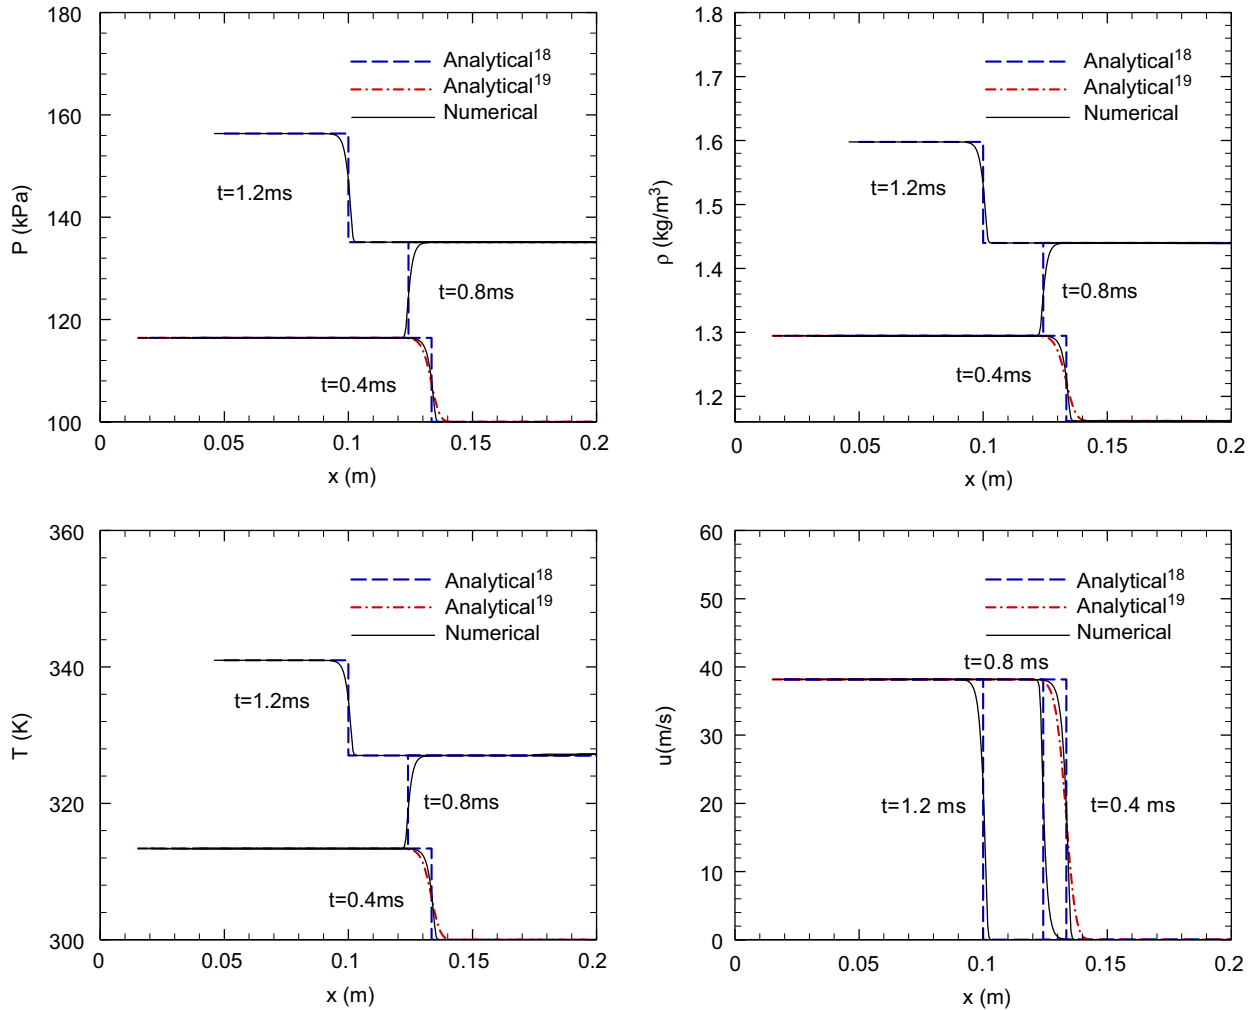 180
160
140
120
100
P (kPa)
Analytical18
Analytical19
Numerical
t=1.2ms
t=0.8ms
t=0.4ms
0 0.05 0.1 0.15 0.2
x (m)
1.8
1.7
1.6
1.5
1.4
1.3
1.2
ρ (kg/m3)
Analytical18
Analytical19
Numerical
t=1.2ms
t=0.8ms
t=0.4ms
0 0.05 0.1 0.15 0.2
x (m)
360
340
320
300
T (K)
Analytical18
Analytical19
Numerical
t=1.2ms
t=0.8ms
t=0.4ms
0 0.05 0.1 0.15 0.2
x (m)
60
50
40
30
20
10
0
u(m/s)
Analytical18
Analytical19
Numerical
t=0.8 ms
t=1.2 ms
t=0.4 ms
0 0.05 0.1 0.15 0.2
x (m)